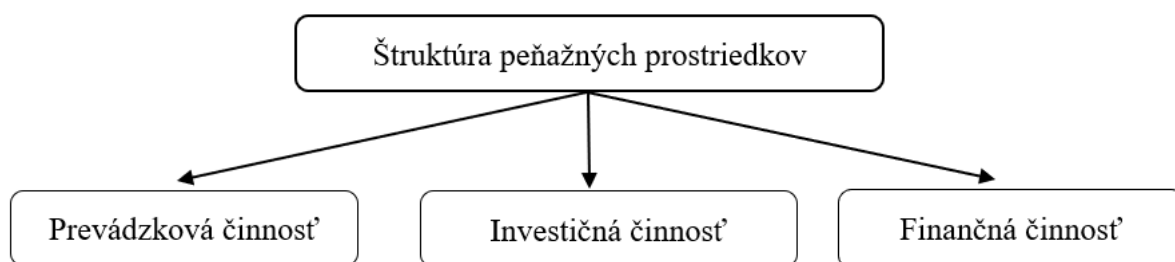 Štruktúra peňažných prostriedkov
Prevádzková činnosť
Investičná činnosť
Finančná činnosť